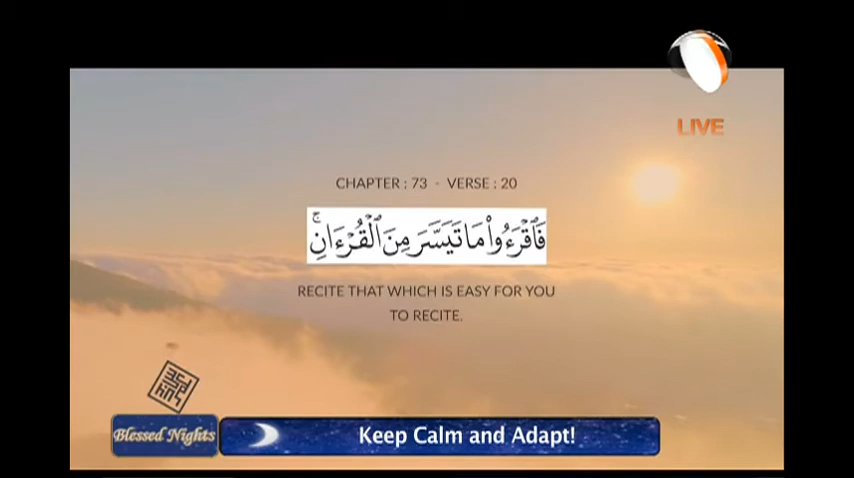 LIVE
CHAPTER : 73 - VERSE : 20
فَٱقْرَءُوا۟ مَا تَيَسَّرَ مِنَ ٱلْقُرْءَانِ ۚ
RECITE THAT WHICH IS EASY FOR YOU
TO RECITE.
Blessed Nights
Keep Calm and Adapt!